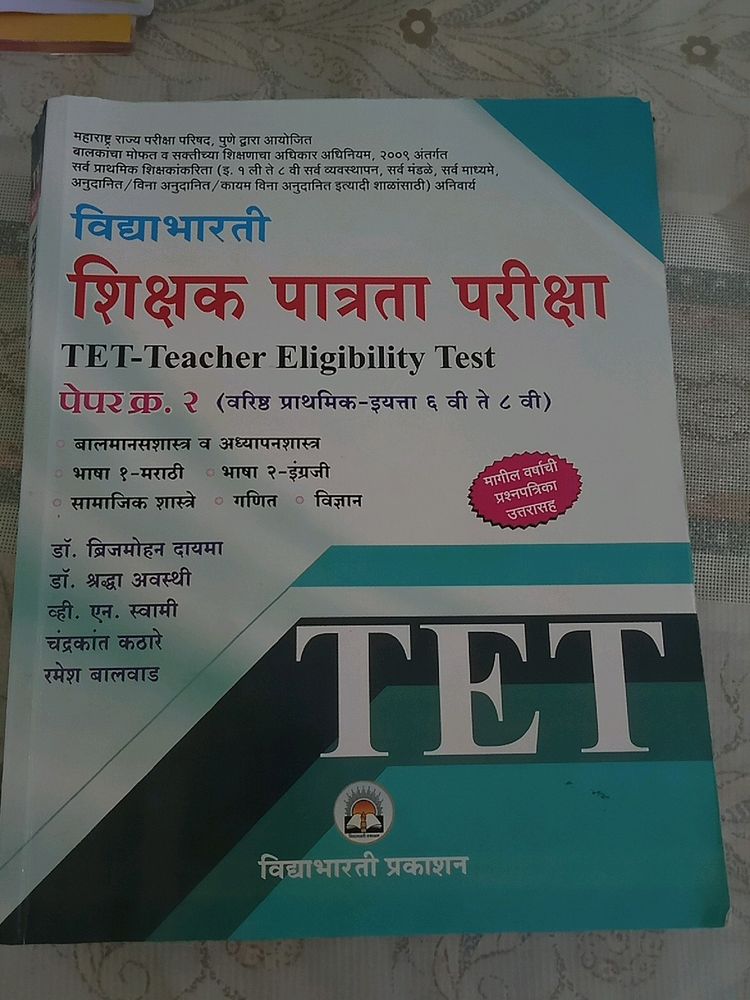 महाराष्ट्र राज्य परीक्षा परिषद, पुणे द्वारा आयोजित
बालकांचा मोफत व सक्तीच्या शिक्षणाचा अधिकार अधिनियम, २००९ अंतर्गत
सर्व प्राथमिक शिक्षकांकरिता (इ. १ ली ते ८ वी सर्व व्यवस्थापन, सर्व मंडळे, सर्व माध्यमे,
अनुदानित/विना अनुदानित/कायम विना अनुदानित इत्यादी शाळांसाठी) अनिवार्य
विद्याभारती
शिक्षक पात्रता परीक्षा
TET-Teacher Eligibility Test
पेपर क्र. २ (वरिष्ठ प्राथमिक-इयत्ता ६ वी ते ८ वी)
बालमानसशास्त्र व अध्यापनशास्त्र
भाषा १-मराठी भाषा २-इंग्रजी
सामाजिक शास्त्रे गणित विज्ञान
मागील वर्षाची
प्रश्नपत्रिका
उत्तरासह
डॉ. ब्रिजमोहन दायमा
डॉ. श्रद्धा अवस्थी
व्ही. एन. स्वामी
चंद्रकांत कठारे
रमेश बालवाड
TET
विद्याभारती प्रकाशन